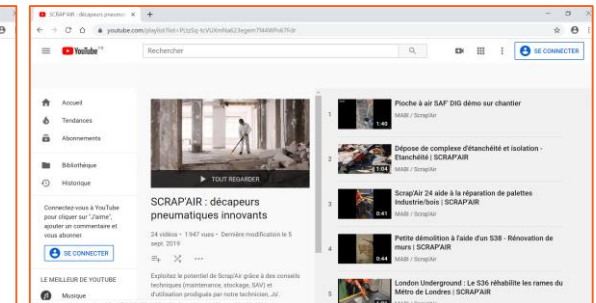 SCRAP'AIR : décapeurs pneumati
youtube.com/playlist?list=
YouTube FR
Rechercher
SE CONNECTER
Accueil
Tendances
Abonnements
Bibliothèque
Historique
Connectez-vous à YouTube
pour cliquer sur "J'aime",
ajouter un commentaire et
vous abonner.
SE CONNECTER
LE MEILLEUR DE YOUTUBE
Musique
TOUT REGARDER
SCRAP'AIR : décapeurs
pneumatiques innovants
24 vidéos • 1 947 vues • Dernière modification le 5
sept. 2019
Exploitez le potentiel de Scrap'Air grâce à des conseils
techniques (maintenance, stockage, SAV) et
d'utilisation prodigués par notre technicien, Jo'.
1
1:40
Pioche à air SAF' DIG démo sur chantier
MABI / Scrap'Air
2
1:04
Dépose de complexe d'étanchéité et isolation -
Etanchéité | SCRAP'AIR
MABI / Scrap'Air
3
0:41
Scrap'Air 24 aide à la réparation de palettes
Industrie/bois | SCRAP'AIR
MABI / Scrap'Air
4
0:44
Petite démolition à l'aide d'un S38 - Rénovation de
murs | SCRAP'AIR
MABI / Scrap'Air
5
London Underground : Le S36 réhabilite les rames du
Métro de Londres | SCRAP'AIR